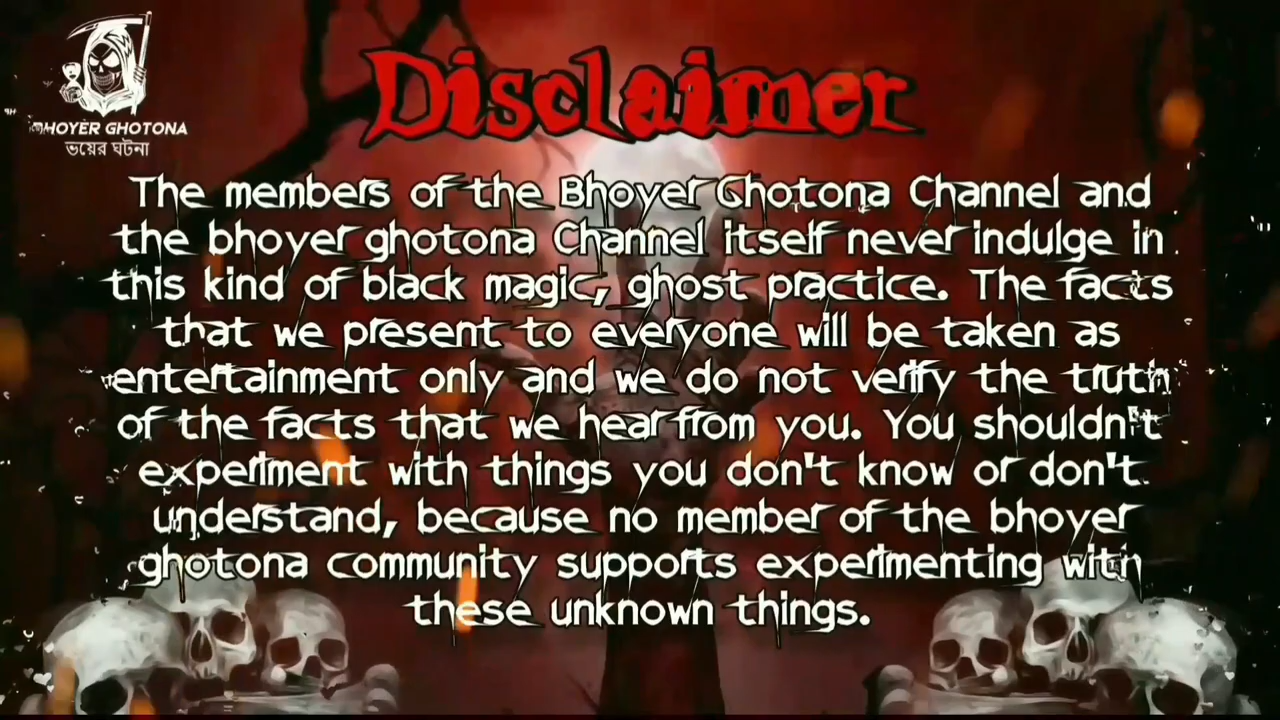 BHOYER GHOTONA
ভয়ের ঘটনা
Disclaimer
The members of the Bhoyer Ghotona Channel and
the bhoyer ghotona Channel itself never indulge in
this kind of black magic, ghost practice. The facts
that we present to everyone will be taken as
entertainment only and we do not verify the truth
of the facts that we hear from you. You shouldn't
experiment with things you don't know or don't
understand, because no member of the bhoyer
ghotona community supports experimenting with
these unknown things.